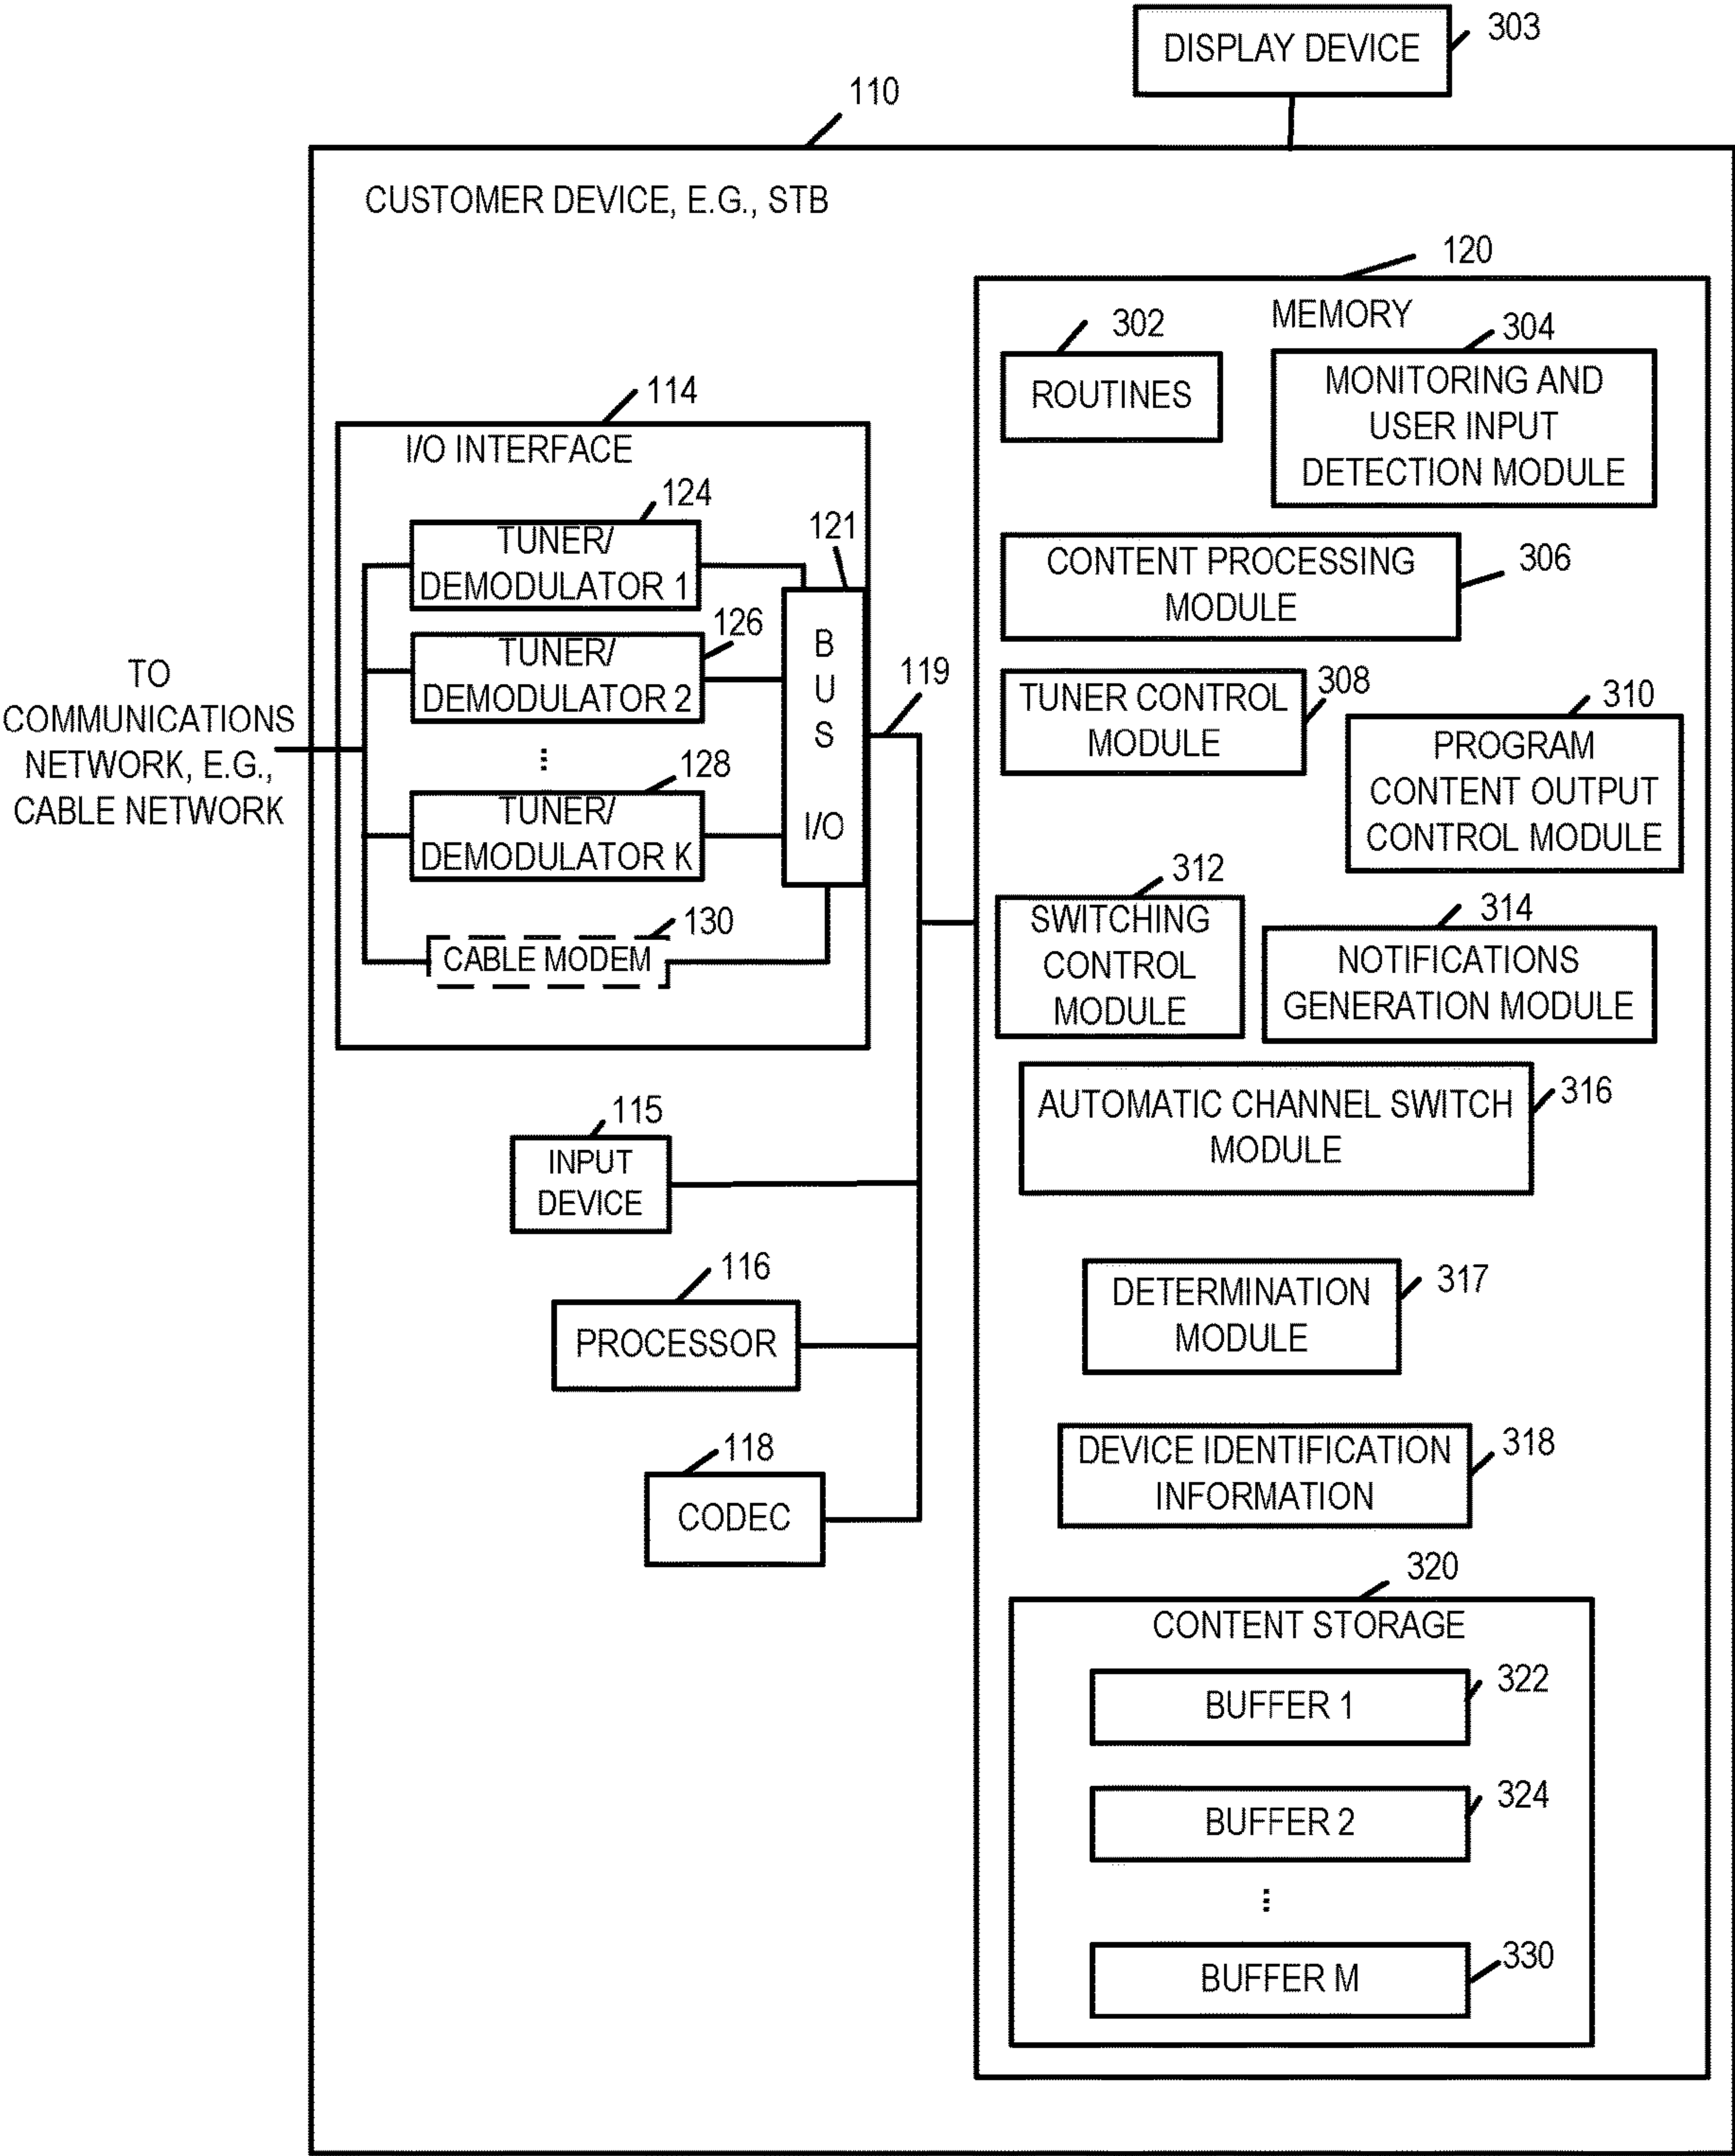 DISPLAY DEVICE
303
110
CUSTOMER DEVICE, E.G., STB
120
MEMORY
302
ROUTINES
304
MONITORING AND
USER INPUT
DETECTION MODULE
114
I/O INTERFACE
124
TUNER/
DEMODULATOR 1
121
126
TUNER/
DEMODULATOR 2
...
128
TUNER/
DEMODULATOR K
130
CABLE MODEM
B
U
S
I/O
119
TO
COMMUNICATIONS
NETWORK, E.G.,
CABLE NETWORK
CONTENT PROCESSING
MODULE
306
TUNER CONTROL
MODULE
308
310
PROGRAM
CONTENT OUTPUT
CONTROL MODULE
312
SWITCHING
CONTROL
MODULE
314
NOTIFICATIONS
GENERATION MODULE
AUTOMATIC CHANNEL SWITCH
MODULE
316
115
INPUT
DEVICE
116
PROCESSOR
118
CODEC
DETERMINATION
MODULE
317
DEVICE IDENTIFICATION
INFORMATION
318
320
CONTENT STORAGE
BUFFER 1
322
BUFFER 2
324
...
BUFFER M
330